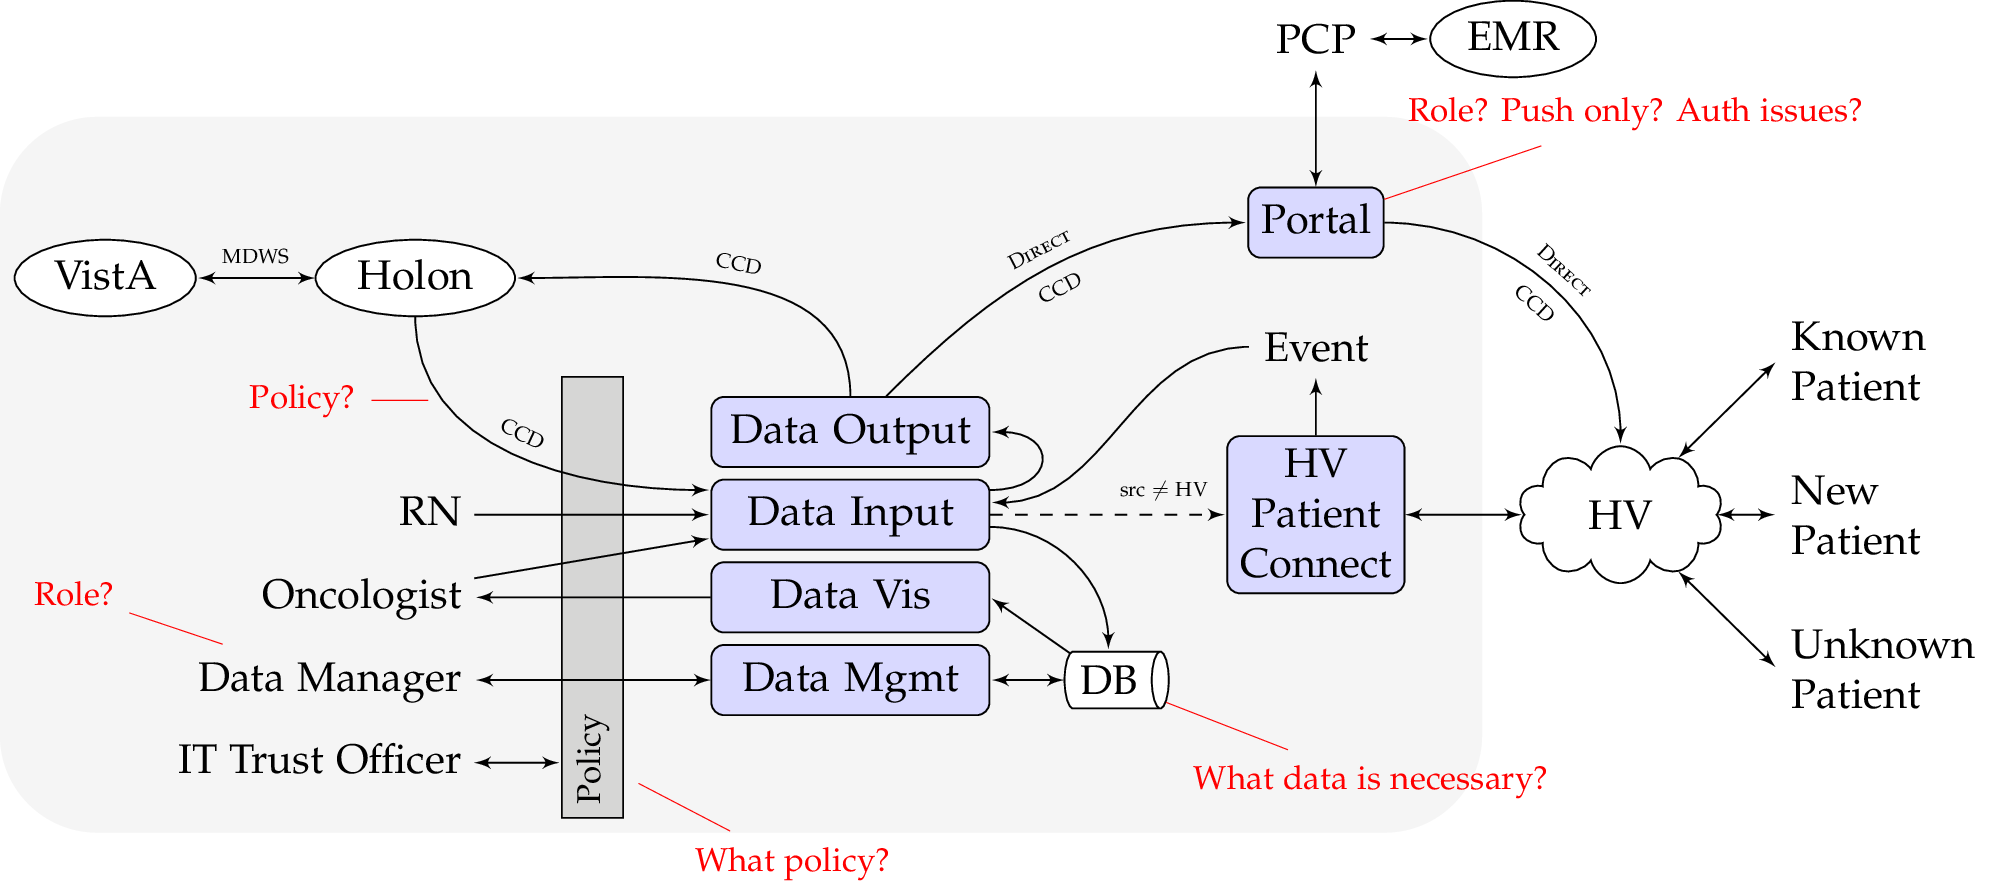 PCP
EMR
Role? Push only? Auth issues?
Portal
VistA
MDWS
Holon
CCD
DIRECT
CCD
DIRECT
CCD
Event
Known
Patient
Policy?
CCD
Data Output
HV
Patient
Connect
RN
Data Input
src ≠ HV
HV
New
Patient
Role?
Oncologist
Data Vis
Data Manager
Data Mgmt
DB
Unknown
Patient
IT Trust Officer
Policy
What data is necessary?
What policy?